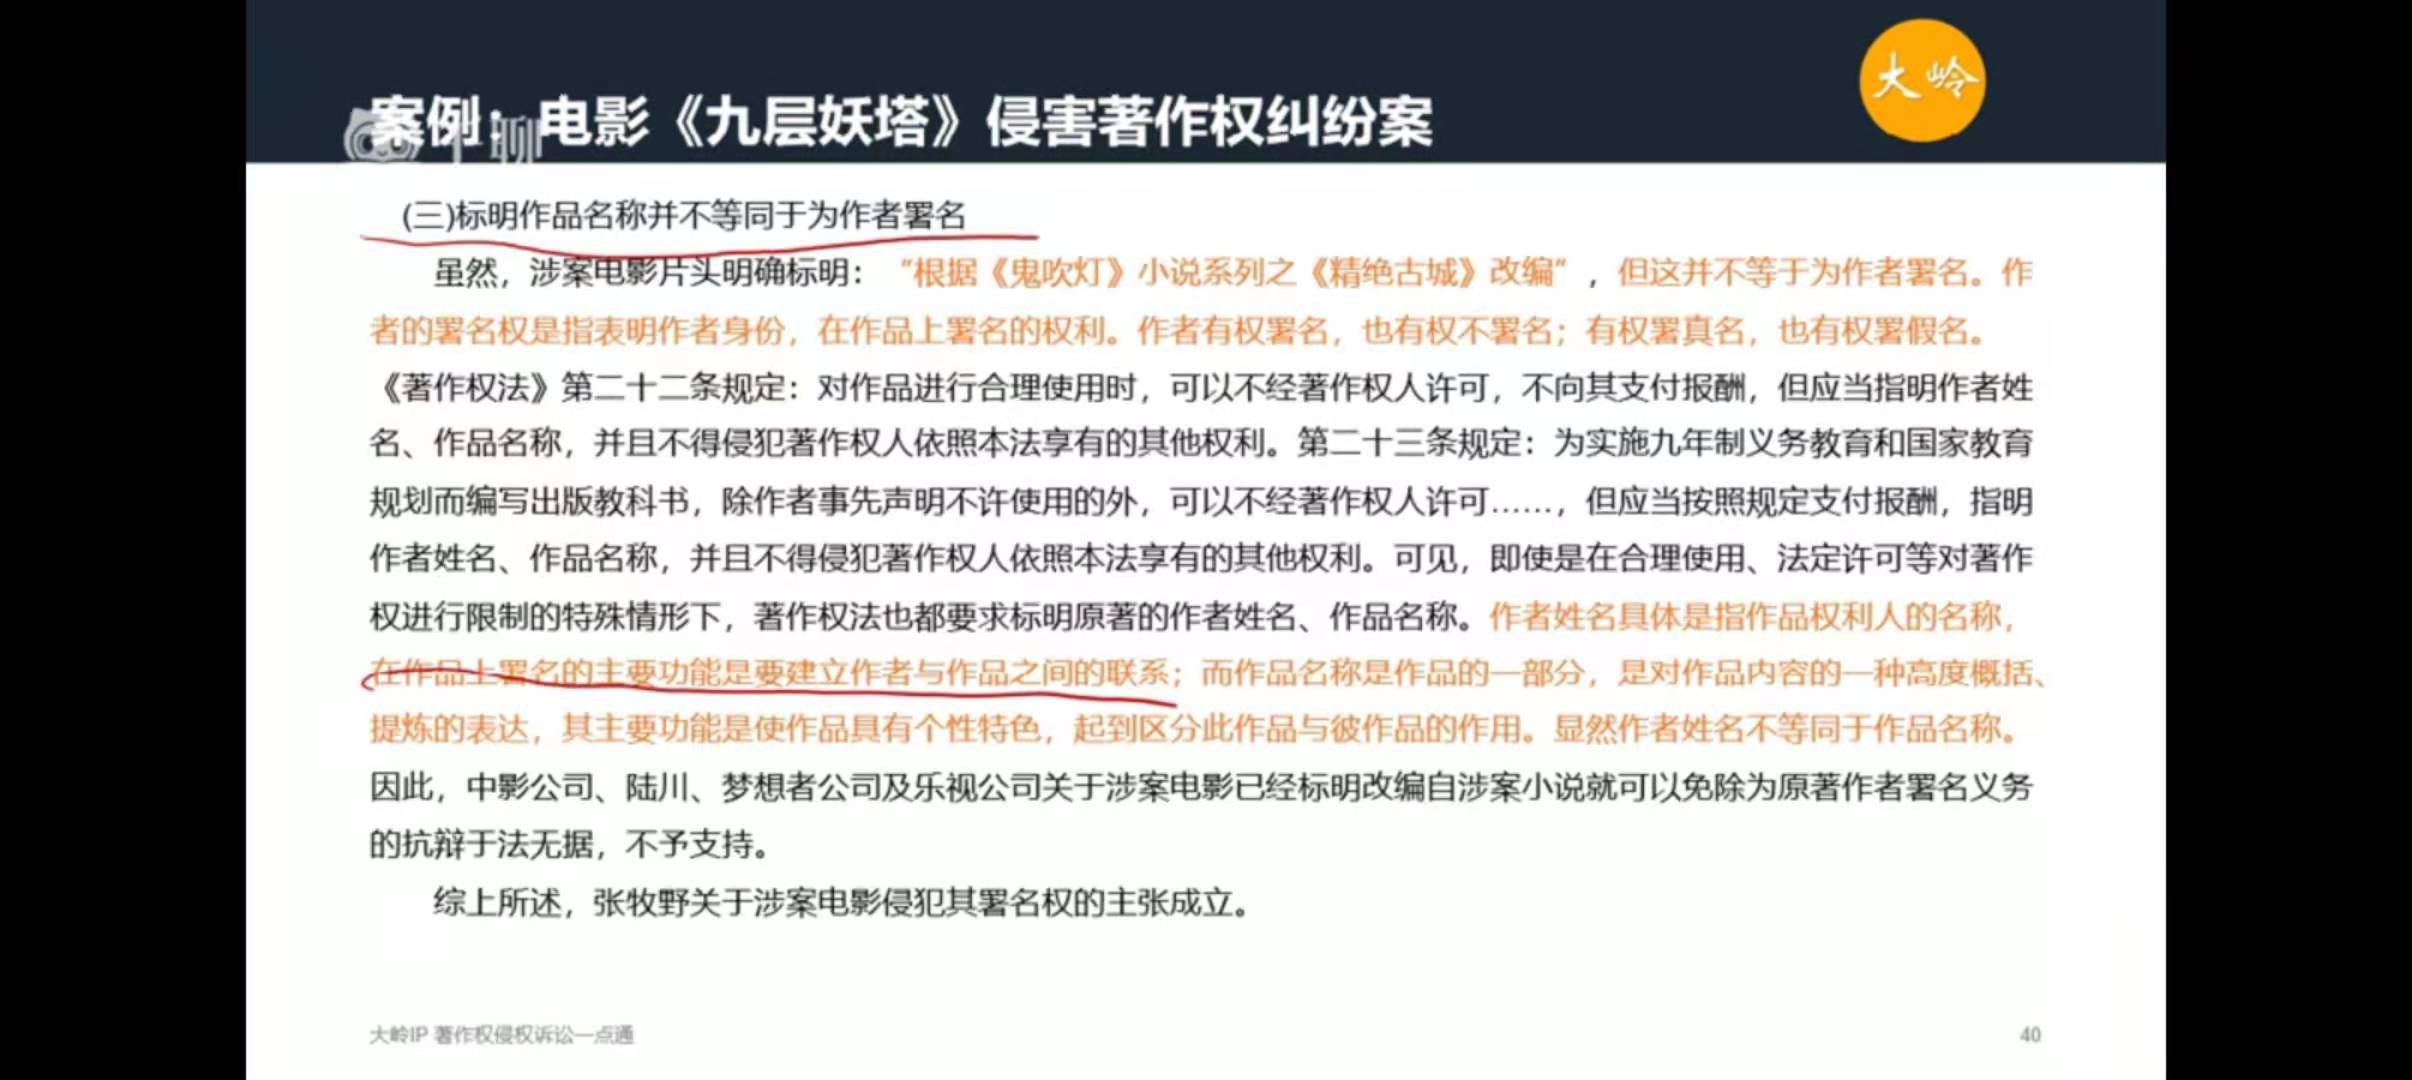 大岭
案例：电影《九层妖塔》侵害著作权纠纷案
千聊
(三)标明作品名称并不等同于为作者署名
虽然，涉案电影片头明确标明：“根据《鬼吹灯》小说系列之《精绝古城》改编”，但这并不等于为作者署名。作
者的署名权是指表明作者身份，在作品上署名的权利。作者有权署名，也有权不署名；有权署真名，也有权署假名。
《著作权法》第二十二条规定：对作品进行合理使用时，可以不经著作权人许可，不向其支付报酬，但应当指明作者姓
名、作品名称，并且不得侵犯著作权人依照本法享有的其他权利。第二十三条规定：为实施九年制义务教育和国家教育
规划而编写出版教科书，除作者事先声明不许使用的外，可以不经著作权人许可……，但应当按照规定支付报酬，指明
作者姓名、作品名称，并且不得侵犯著作权人依照本法享有的其他权利。可见，即使是在合理使用、法定许可等对著作
权进行限制的特殊情形下，著作权法也都要求标明原著的作者姓名、作品名称。作者姓名具体是指作品权利人的名称，
在作品上署名的主要功能是要建立作者与作品之间的联系；而作品名称是作品的一部分，是对作品内容的一种高度概括、
提炼的表达，其主要功能是使作品具有个性特色，起到区分此作品与彼作品的作用。显然作者姓名不等同于作品名称。
因此，中影公司、陆川、梦想者公司及乐视公司关于涉案电影已经标明改编自涉案小说就可以免除为原著作者署名义务
的抗辩于法无据，不予支持。
综上所述，张牧野关于涉案电影侵犯其署名权的主张成立。
大岭IP 著作权侵权诉讼一点通
40